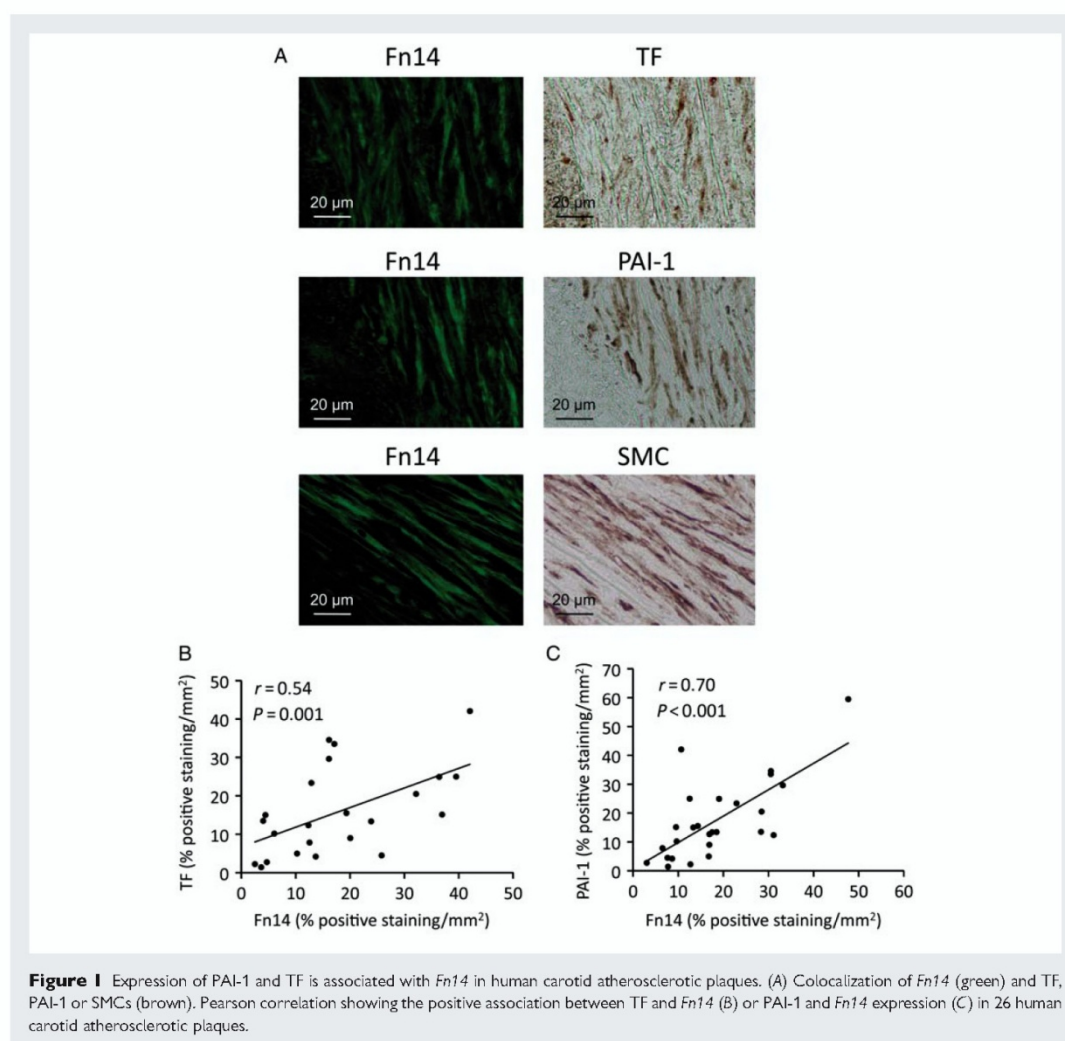 A
Fn14
TF
20 µm
20 µm
Fn14
PAI-1
20 µm
20 µm
Fn14
SMC
20 µm
20 µm
B
r = 0.54
P = 0.001
TF (% positive staining/mm²)
50
40
30
20
10
0
0 10 20 30 40 50
Fn14 (% positive staining/mm²)
C
r = 0.70
P < 0.001
PAI-1 (% positive staining/mm²)
70
60
50
40
30
20
10
0
0 10 20 30 40 50 60
Fn14 (% positive staining/mm²)
Figure 1 Expression of PAI-1 and TF is associated with Fn14 in human carotid atherosclerotic plaques. (A) Colocalization of Fn14 (green) and TF,
PAI-1 or SMCs (brown). Pearson correlation showing the positive association between TF and Fn14 (B) or PAI-1 and Fn14 expression (C) in 26 human
carotid atherosclerotic plaques.